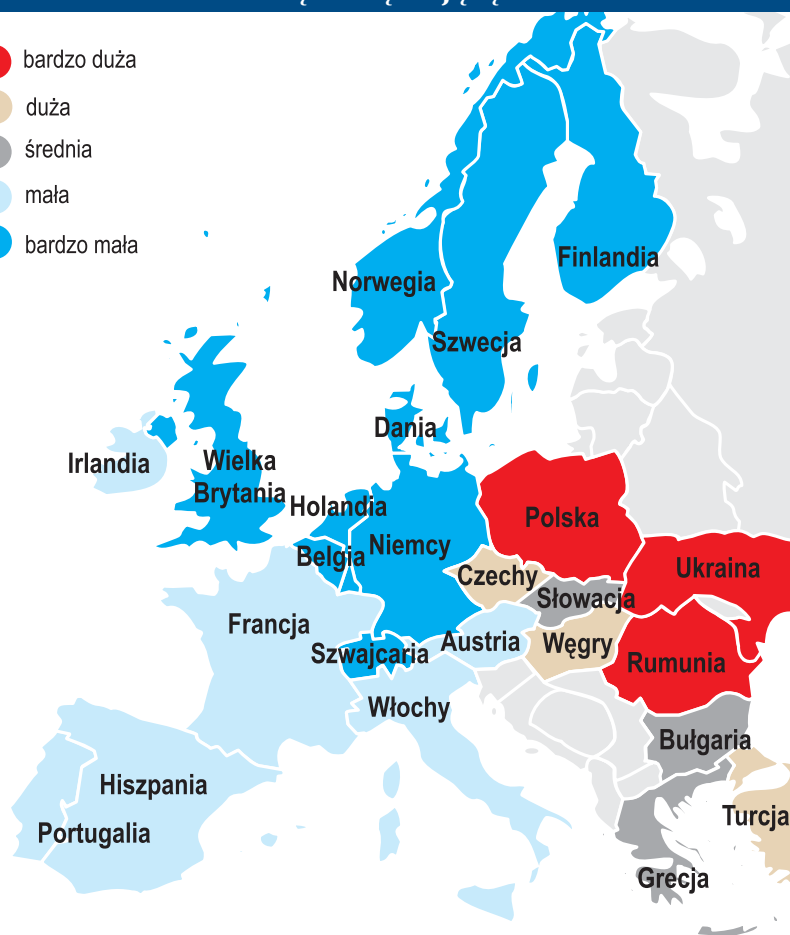 bardzo duża
duża
średnia
mała
bardzo mała
Finlandia
Norwegia
Szwecja
Dania
Irlandia
Wielka
Brytania
Holandia
Polska
Belgia
Niemcy
Ukraina
Czechy
Słowacja
Francja
Austria
Węgry
Szwajcaria
Rumunia
Włochy
Bułgaria
Hiszpania
Turcja
Portugalia
Grecja